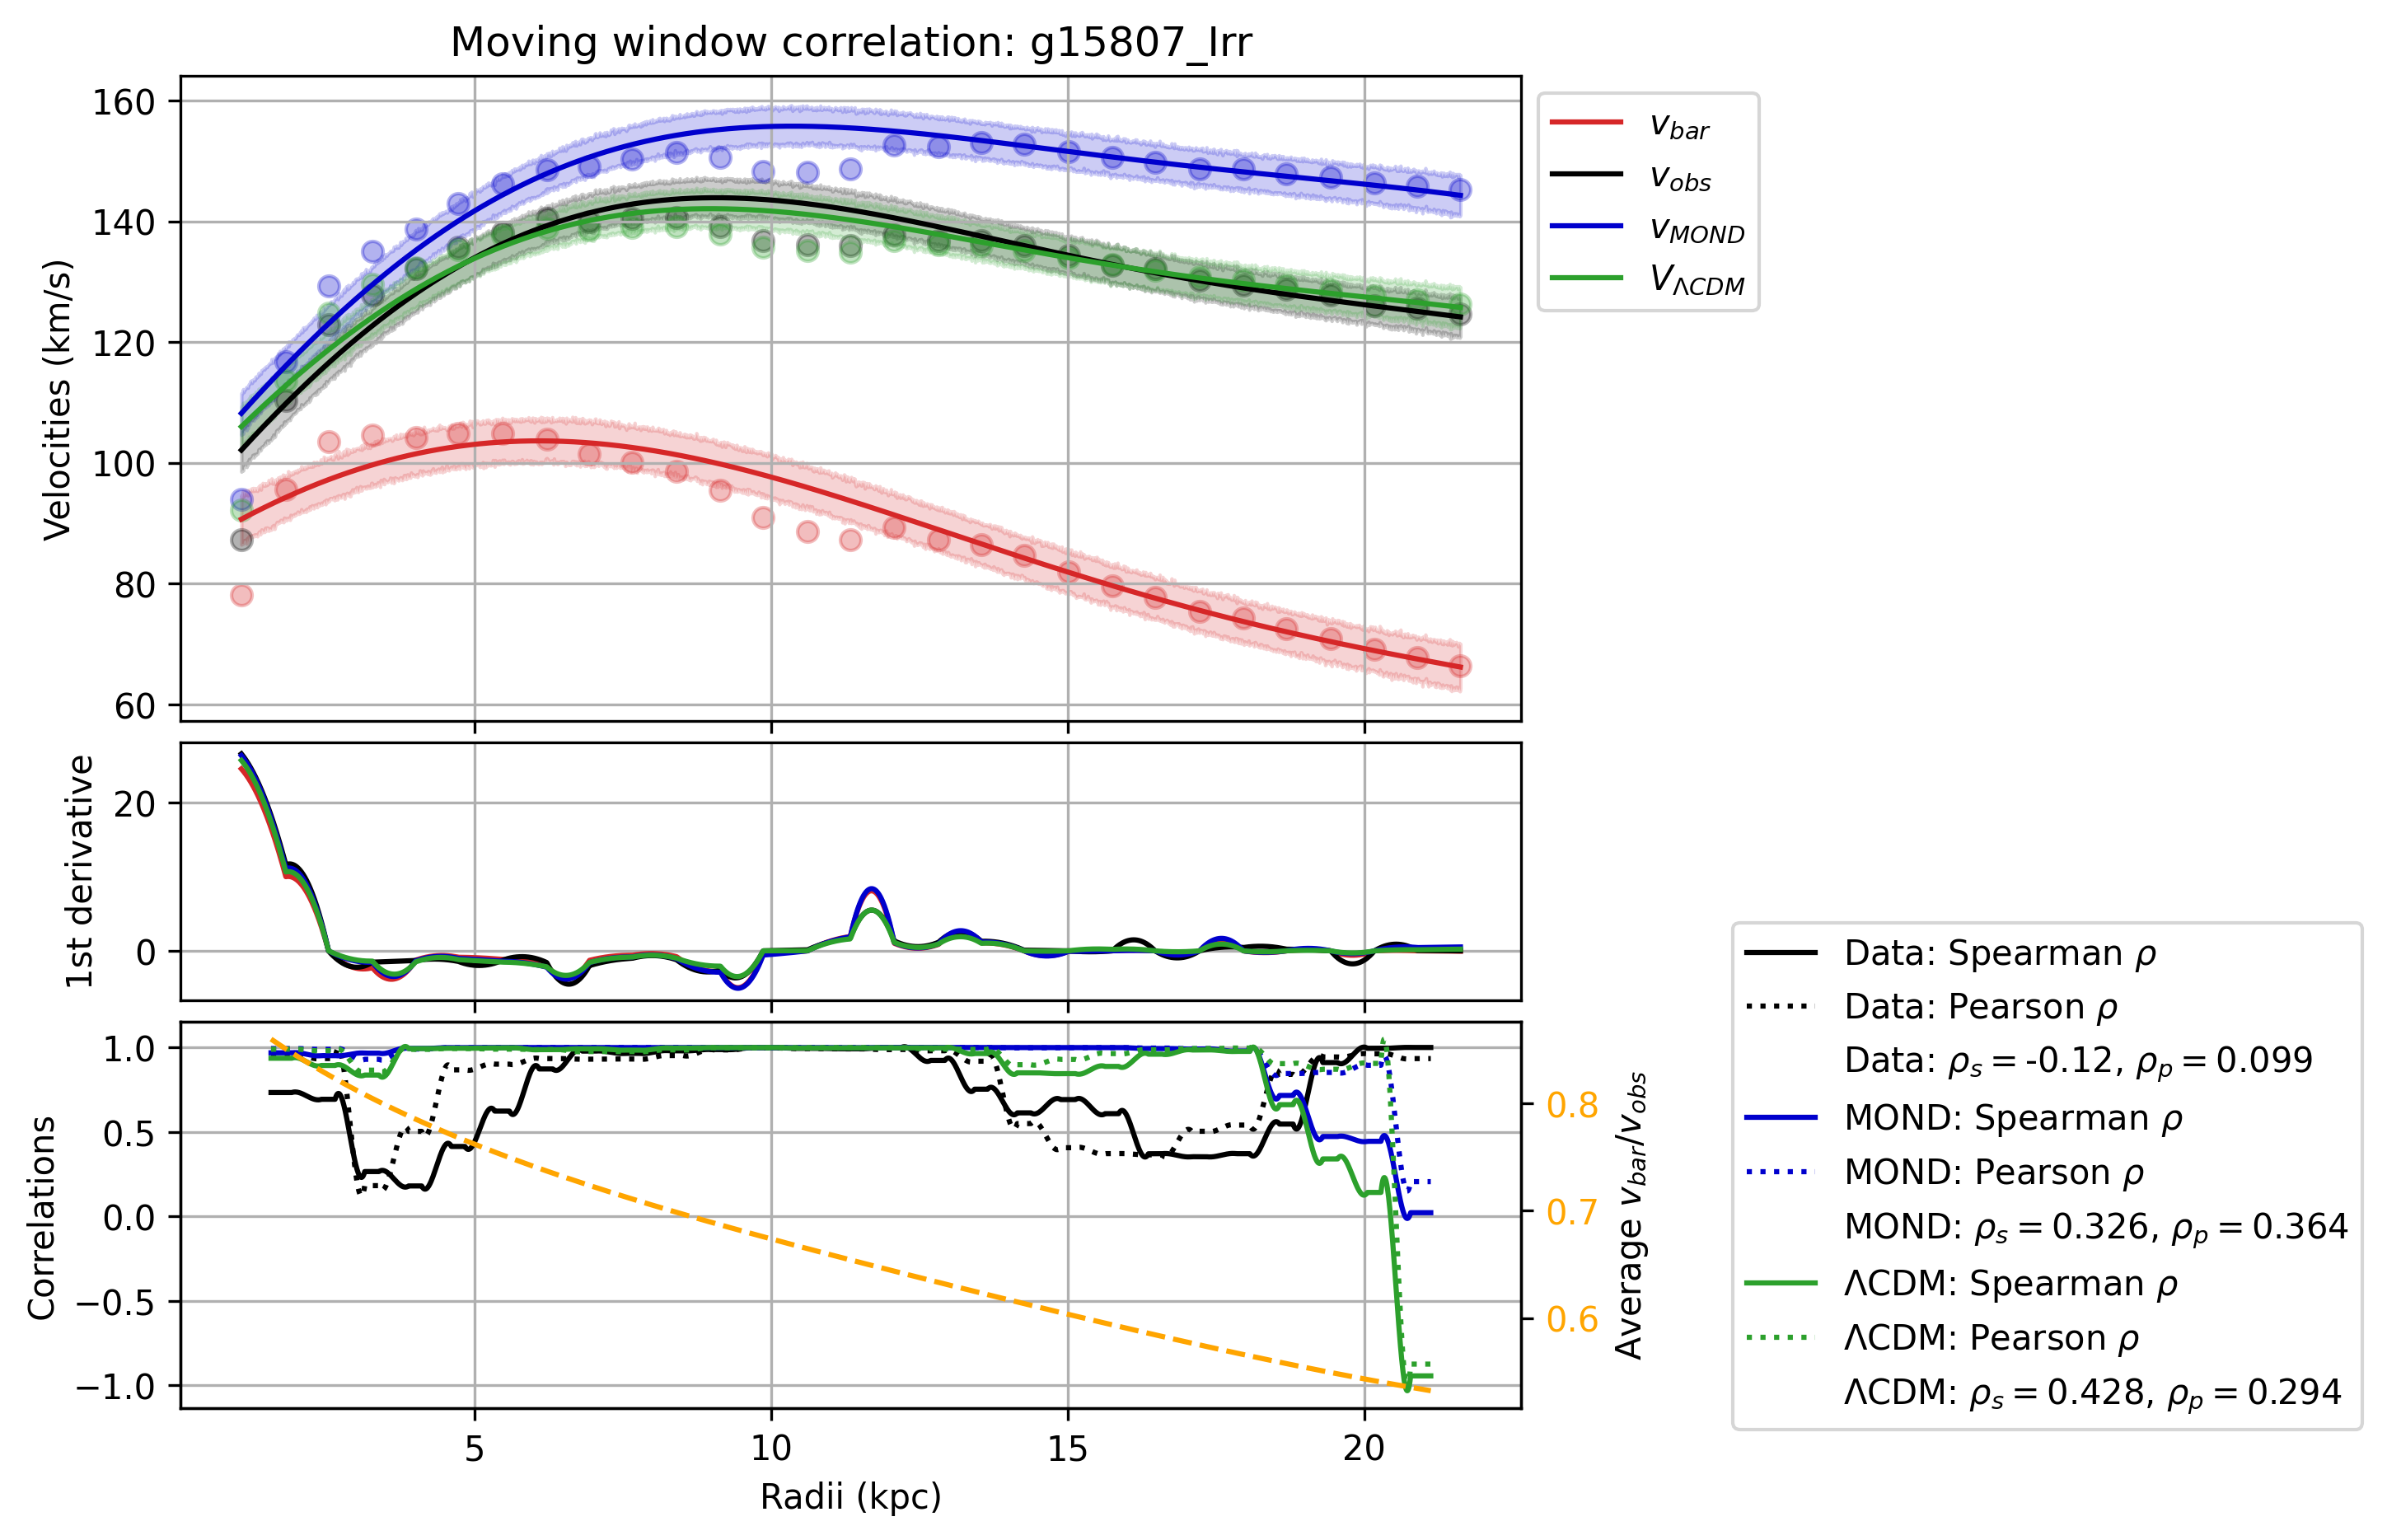 Moving window correlation: g15807_Irr
Velocities (km/s)
160
140
120
100
80
60
v_bar
v_obs
v_MOND
V_ΛCDM
1st derivative
20
0
Correlations
1.0
0.5
0.0
−0.5
−1.0
0.8
0.7
0.6
Average v_bar/v_obs
5 10 15 20
Radii (kpc)
Data: Spearman ρ
Data: Pearson ρ
Data: ρ_s = -0.12, ρ_p = 0.099
MOND: Spearman ρ
MOND: Pearson ρ
MOND: ρ_s = 0.326, ρ_p = 0.364
ΛCDM: Spearman ρ
ΛCDM: Pearson ρ
ΛCDM: ρ_s = 0.428, ρ_p = 0.294